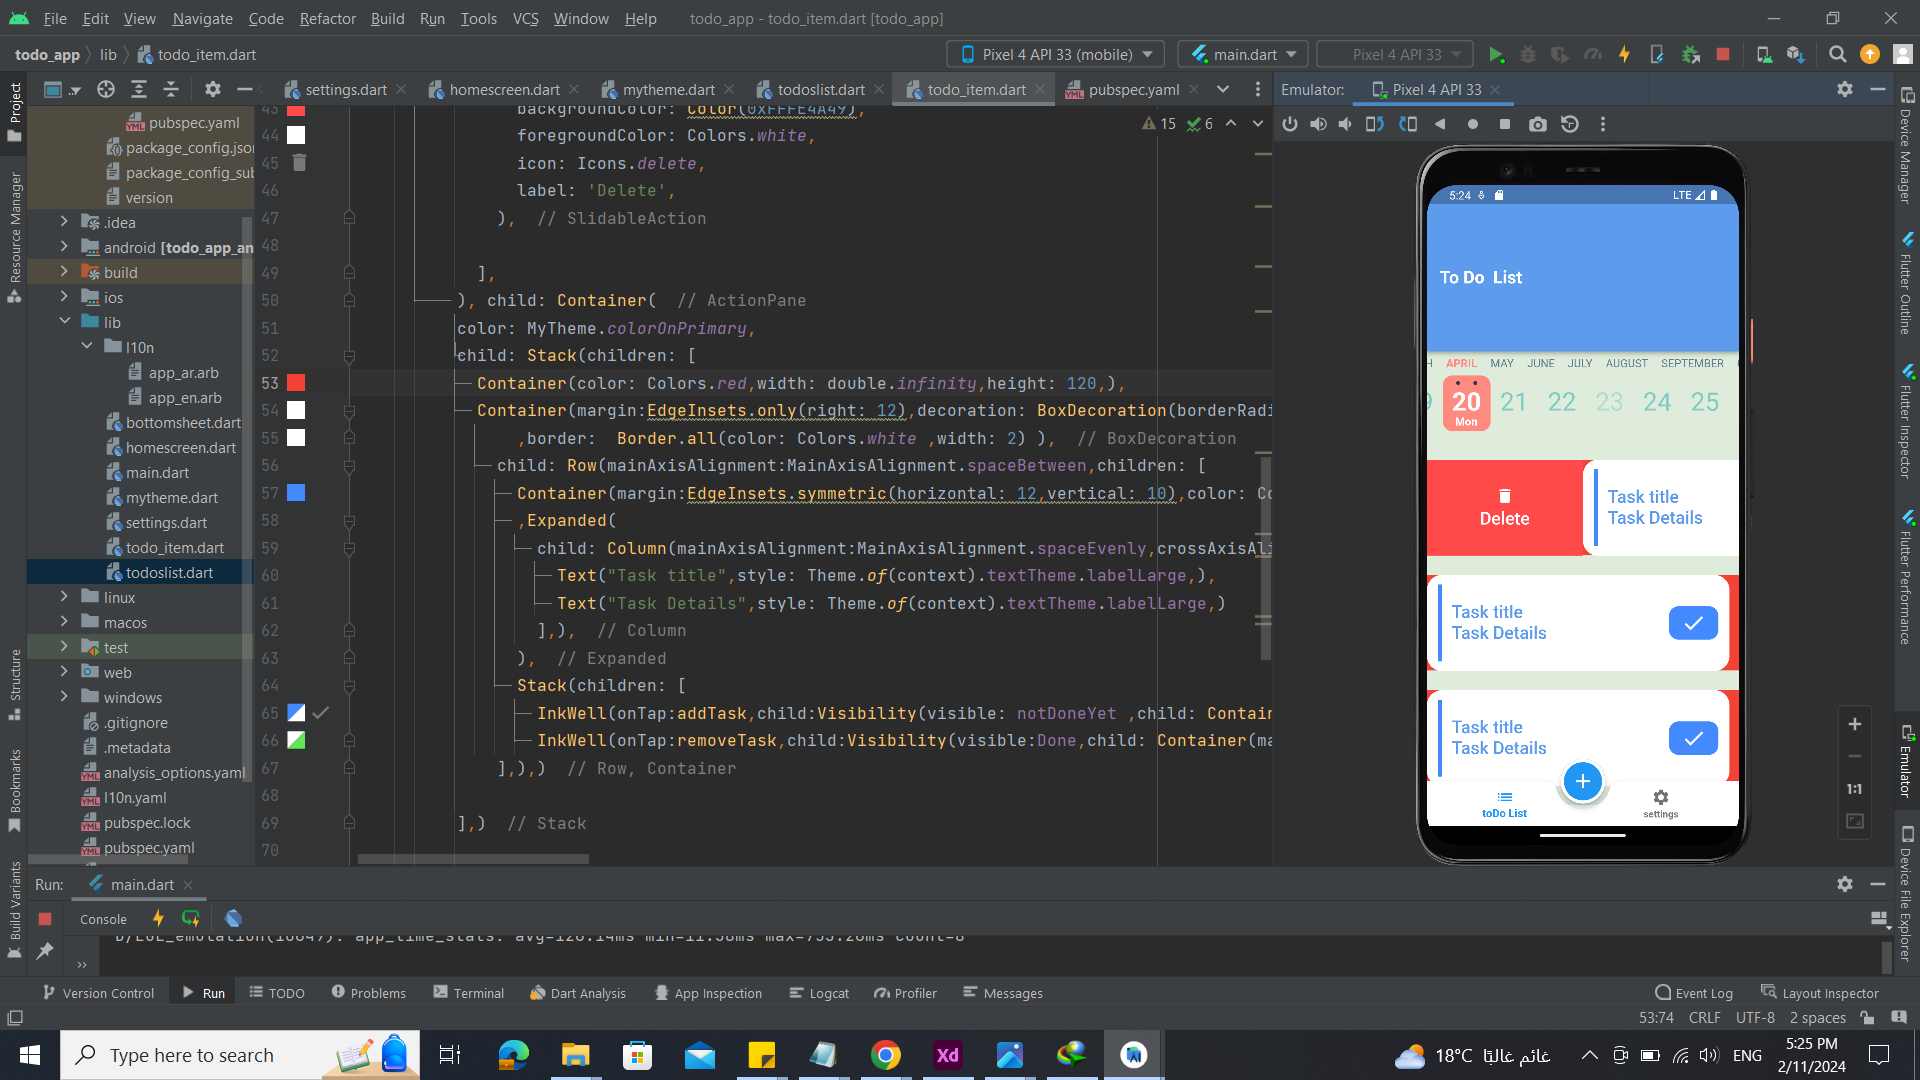 File Edit View Navigate Code Refactor Build Run Tools VCS Window Help todo_app - todo_item.dart [todo_app]
todo_app lib todo_item.dart
Pixel 4 API 33 (mobile) main.dart Pixel 4 API 33
settings.dart homescreen.dart mytheme.dart todoslist.dart todo_item.dart pubspec.yaml
Emulator: Pixel 4 API 33
Project
Resource Manager
Structure
Bookmarks
Build Variants
pubspec.yaml
package_config.jso
package_config_sub
version
.idea
android [todo_app_an
build
ios
lib
l10n
app_ar.arb
app_en.arb
bottomsheet.dart
homescreen.dart
main.dart
mytheme.dart
settings.dart
todo_item.dart
todoslist.dart
linux
macos
test
web
windows
.gitignore
.metadata
analysis_options.yaml
l10n.yaml
pubspec.lock
pubspec.yaml
15 6
43 backgroundColor: Color(0xFFFE4A49),
44 foregroundColor: Colors.white,
45 icon: Icons.delete,
46 label: 'Delete',
47 ), // SlidableAction
48
49 ],
50 ), child: Container( // ActionPane
51 color: MyTheme.colorOnPrimary,
52 child: Stack(children: [
53 Container(color: Colors.red,width: double.infinity,height: 120,),
54 Container(margin:EdgeInsets.only(right: 12),decoration: BoxDecoration(borderRadi
55 ,border: Border.all(color: Colors.white ,width: 2) ), // BoxDecoration
56 child: Row(mainAxisAlignment:MainAxisAlignment.spaceBetween,children: [
57 Container(margin:EdgeInsets.symmetric(horizontal: 12,vertical: 10),color: Co
58 ,Expanded(
59 child: Column(mainAxisAlignment:MainAxisAlignment.spaceEvenly,crossAxisAli
60 Text("Task title",style: Theme.of(context).textTheme.labelLarge,),
61 Text("Task Details",style: Theme.of(context).textTheme.labelLarge,)
62 ],), // Column
63 ), // Expanded
64 Stack(children: [
65 InkWell(onTap:addTask,child:Visibility(visible: notDoneYet ,child: Contain
66 InkWell(onTap:removeTask,child:Visibility(visible:Done,child: Container(ma
67 ],),) // Row, Container
68
69 ],) // Stack
70
5:24 LTE
To Do List
H APRIL MAY JUNE JULY AUGUST SEPTEMBER
9 20 21 22 23 24 25
Mon
Delete
Task title
Task Details
Task title
Task Details
Task title
Task Details
toDo List
settings
1:1
Device Manager
Flutter Outline
Flutter Inspector
Flutter Performance
Emulator
Device File Explorer
Run: main.dart
Console
D/EGL_emulation(16647): app_time_stats: avg=126.14ms min=11.58ms max=753.26ms count=8
Version Control Run TODO Problems Terminal Dart Analysis App Inspection Logcat Profiler Messages Event Log Layout Inspector
53:74 CRLF UTF-8 2 spaces
Type here to search
Xd
18°C غائم غالبًا
ENG
5:25 PM
2/11/2024